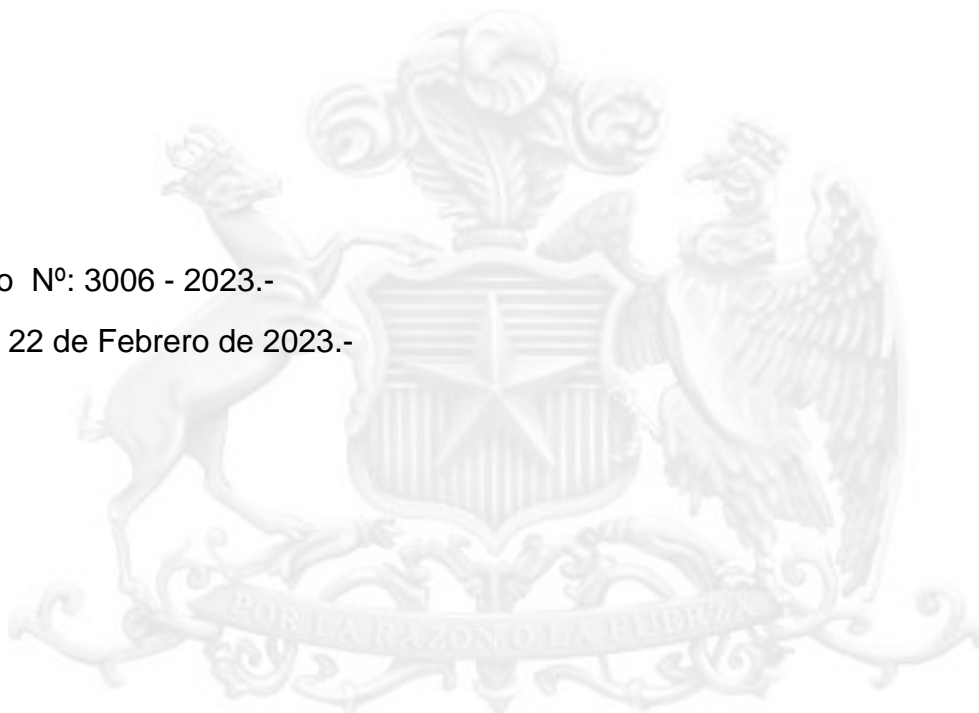 o Nº: 3006 - 2023.-
22 de Febrero de 2023.-
POR LA RAZON O LA FUERZA